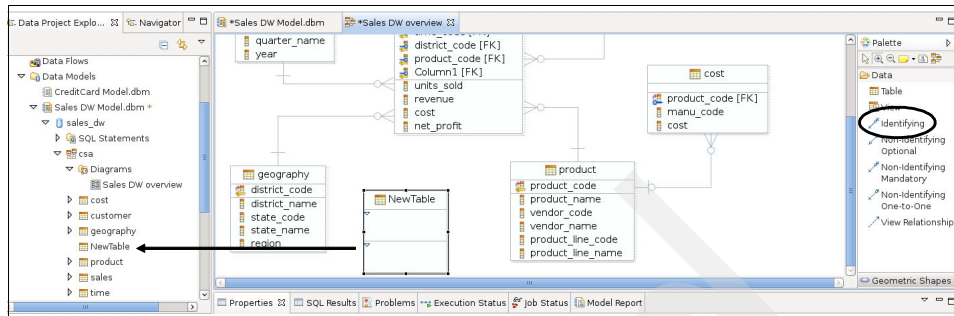 Data Project Explo...
Navigator
*Sales DW Model.dbm
*Sales DW overview
Data Flows
Data Models
CreditCard Model.dbm
Sales DW Model.dbm *
sales_dw
SQL Statements
csa
Diagrams
Sales DW overview
cost
customer
geography
NewTable
product
sales
time
quarter_name
year
district_code [FK]
product_code [FK]
Column1 [FK]
units_sold
revenue
cost
net_profit
cost
product_code [FK]
manu_code
cost
geography
district_code
district_name
state_code
state_name
region
NewTable
product
product_code
product_name
vendor_code
vendor_name
product_line_code
product_line_name
Palette
Data
Table
View
Identifying
Non-Identifying
Optional
Non-Identifying
Mandatory
Non-Identifying
One-to-One
View Relationship
Geometric Shapes
Properties
SQL Results
Problems
Execution Status
Job Status
Model Report